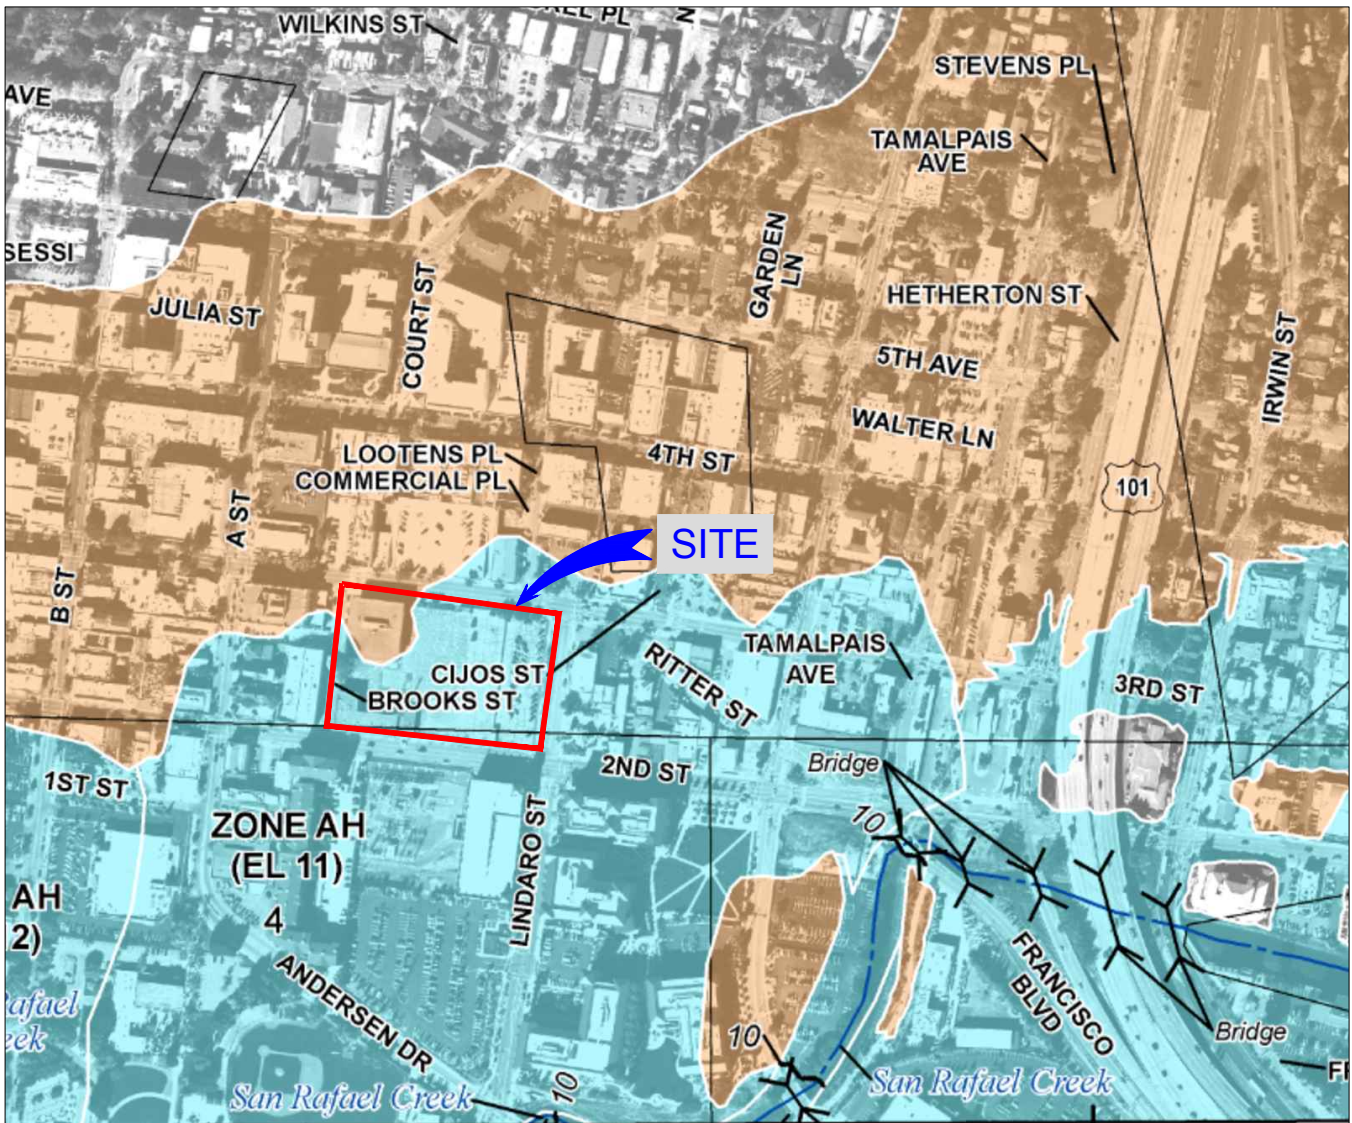 WILKINS ST
PL
N
STEVENS PL
AVE
TAMALPAIS
AVE
SESSI
GARDEN
LN
COURT ST
JULIA ST
HETHERTON ST
IRWIN ST
5TH AVE
WALTER LN
LOOTENS PL
COMMERCIAL PL
4TH ST
101
A ST
SITE
B ST
CIJOS ST
BROOKS ST
RITTER ST
TAMALPAIS
AVE
3RD ST
1ST ST
2ND ST
Bridge
ZONE AH
(EL 11)
LINDARO ST
10
AH
2)
4
ANDERSEN DR
FRANCISCO
BLVD
Rafael
eek
10
Bridge
San Rafael Creek
10
San Rafael Creek
F